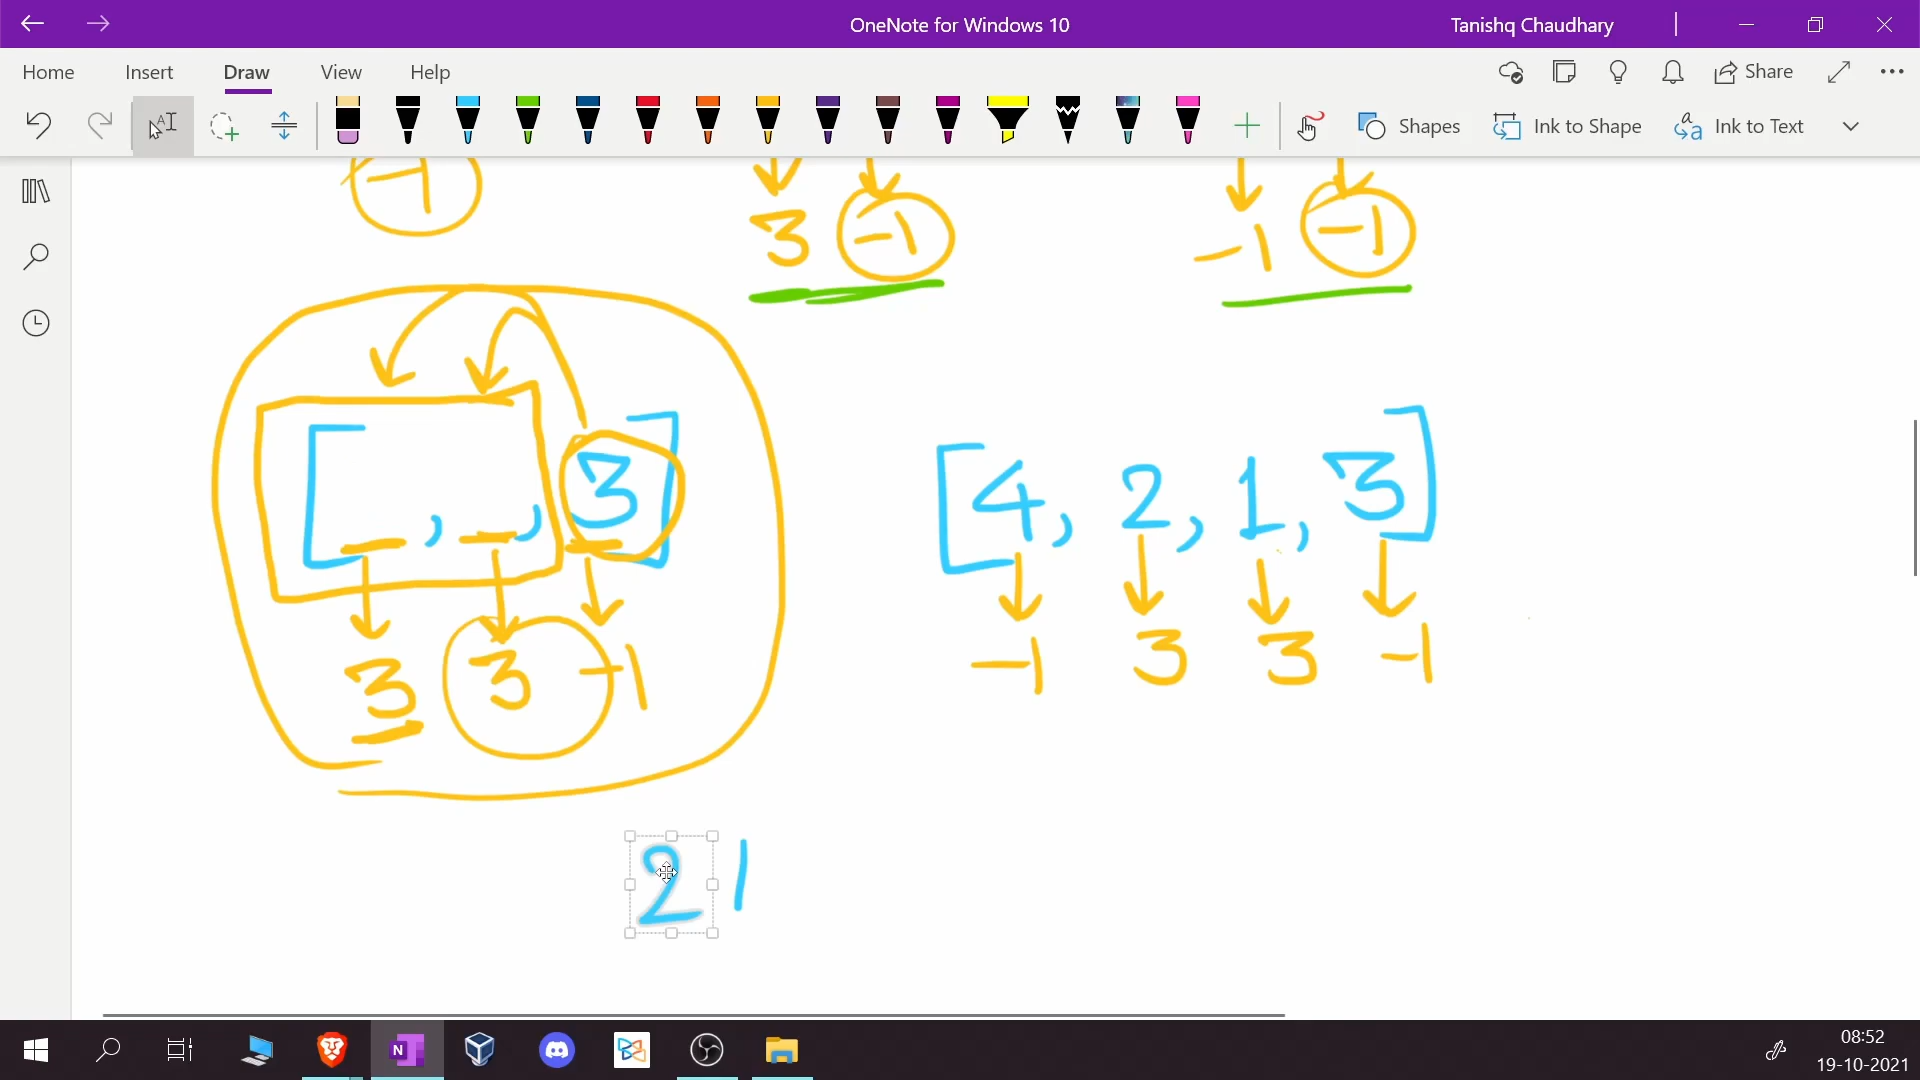 OneNote for Windows 10
Tanishq Chaudhary
Home Insert Draw View Help
Share
Shapes Ink to Shape Ink to Text
-1
3 -1
-1 -1
[ , , 3]
3 3 -1
[4, 2, 1, 3]
-1 3 3 -1
2 1
N
08:52
19-10-2021